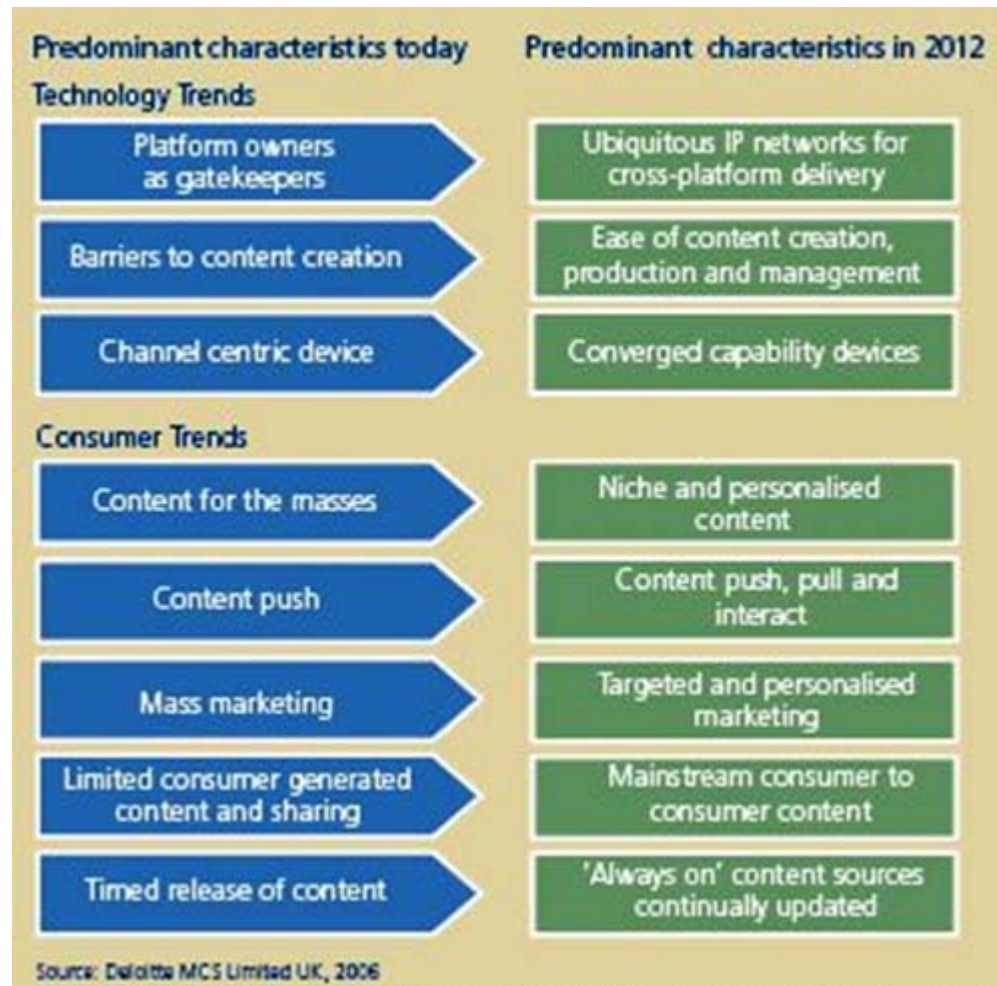 Predominant characteristics today
Predominant characteristics in 2012
Technology Trends
Platform owners
as gatekeepers
Ubiquitous IP networks for
cross-platform delivery
Barriers to content creation
Ease of content creation,
production and management
Channel centric device
Converged capability devices
Consumer Trends
Content for the masses
Niche and personalised
content
Content push
Content push, pull and
interact
Mass marketing
Targeted and personalised
marketing
Limited consumer generated
content and sharing
Mainstream consumer to
consumer content
Timed release of content
'Always on' content sources
continually updated
Source: Deloitte MCS Limited UK, 2006